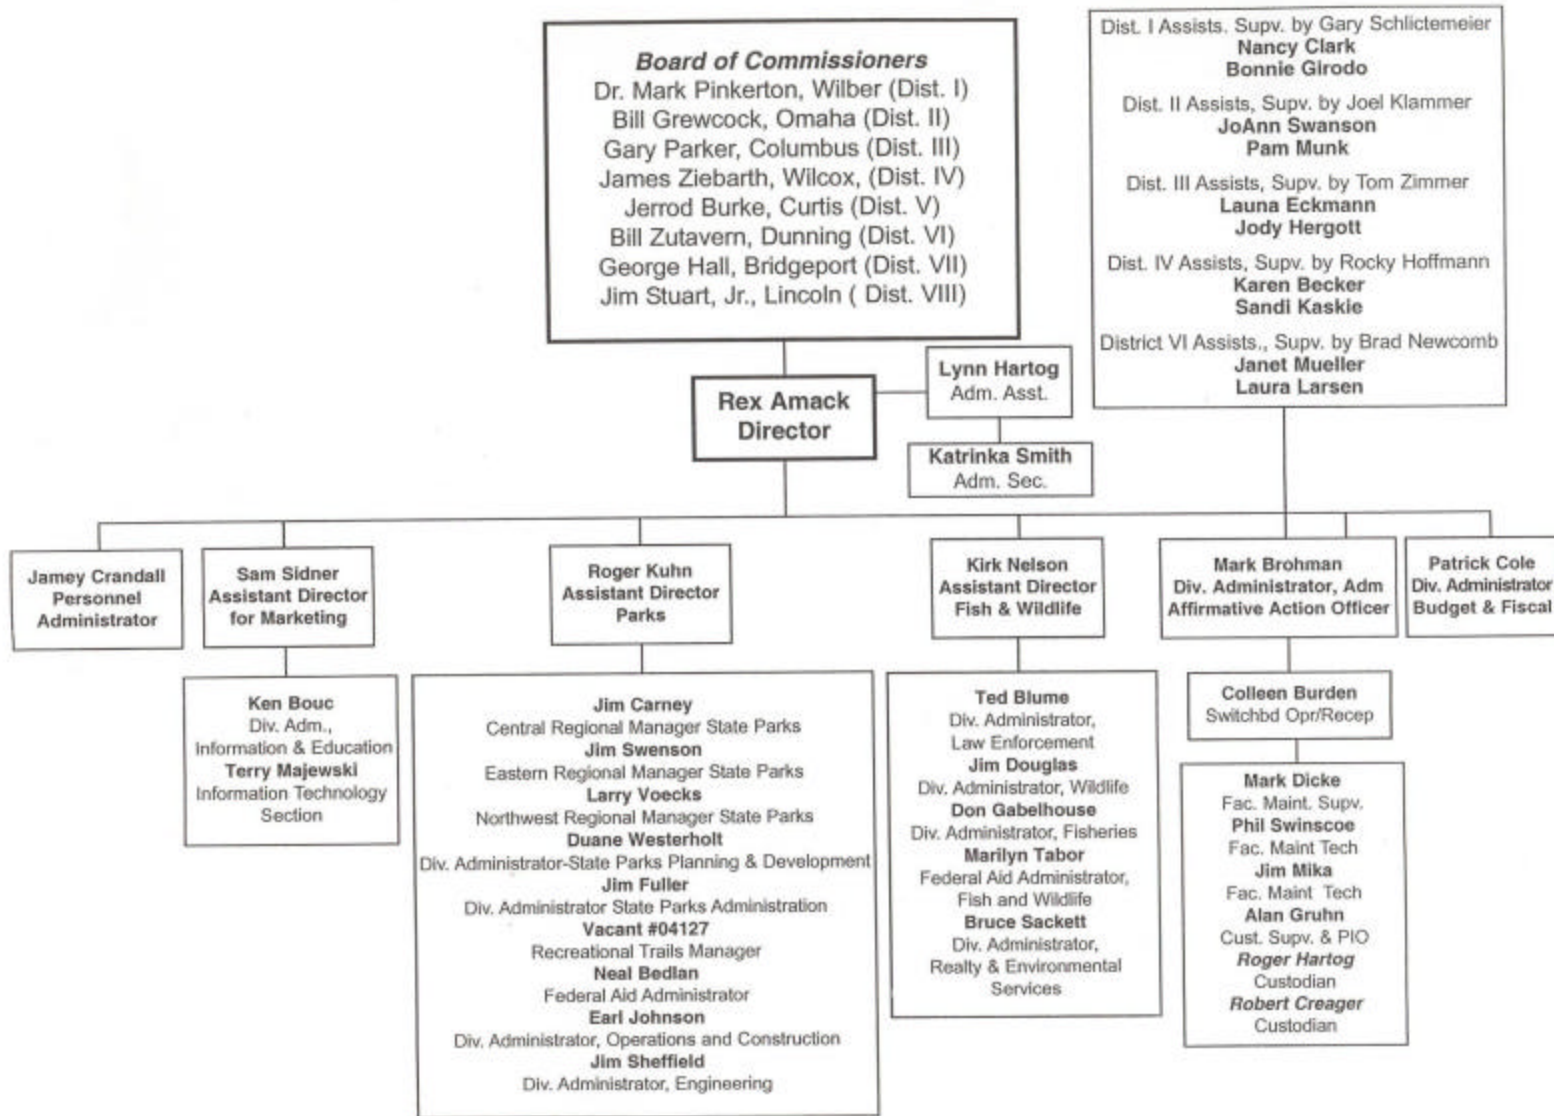 Board of Commissioners
Dr. Mark Pinkerton, Wilber (Dist. I)
Bill Grewcock, Omaha (Dist. II)
Gary Parker, Columbus (Dist. III)
James Ziebarth, Wilcox, (Dist. IV)
Jerrod Burke, Curtis (Dist. V)
Bill Zutavern, Dunning (Dist. VI)
George Hall, Bridgeport (Dist. VII)
Jim Stuart, Jr., Lincoln ( Dist. VIII)
Dist. I Assists. Supv. by Gary Schlictemeier
Nancy Clark
Bonnie Girodo
Dist. II Assists, Supv. by Joel Klammer
JoAnn Swanson
Pam Munk
Dist. III Assists, Supv. by Tom Zimmer
Launa Eckmann
Jody Hergott
Dist. IV Assists, Supv. by Rocky Hoffmann
Karen Becker
Sandi Kaskie
District VI Assists., Supv. by Brad Newcomb
Janet Mueller
Laura Larsen
Rex Amack
Director
Lynn Hartog
Adm. Asst.
Katrinka Smith
Adm. Sec.
Jamey Crandall
Personnel
Administrator
Sam Sidner
Assistant Director
for Marketing
Roger Kuhn
Assistant Director
Parks
Kirk Nelson
Assistant Director
Fish & Wildlife
Mark Brohman
Div. Administrator, Adm
Affirmative Action Officer
Patrick Cole
Div. Administrator
Budget & Fiscal
Ken Bouc
Div. Adm.,
Information & Education
Terry Majewski
Information Technology
Section
Jim Carney
Central Regional Manager State Parks
Jim Swenson
Eastern Regional Manager State Parks
Larry Voecks
Northwest Regional Manager State Parks
Duane Westerholt
Div. Administrator-State Parks Planning & Development
Jim Fuller
Div. Administrator State Parks Administration
Vacant #04127
Recreational Trails Manager
Neal Bedlan
Federal Aid Administrator
Earl Johnson
Div. Administrator, Operations and Construction
Jim Sheffield
Div. Administrator, Engineering
Ted Blume
Div. Administrator,
Law Enforcement
Jim Douglas
Div. Administrator, Wildlife
Don Gabelhouse
Div. Administrator, Fisheries
Marilyn Tabor
Federal Aid Administrator,
Fish and Wildlife
Bruce Sackett
Div. Administrator,
Realty & Environmental
Services
Colleen Burden
Switchbd Opr/Recep
Mark Dicke
Fac. Maint. Supv.
Phil Swinscoe
Fac. Maint Tech
Jim Mika
Fac. Maint Tech
Alan Gruhn
Cust. Supv. & PIO
Roger Hartog
Custodian
Robert Creager
Custodian